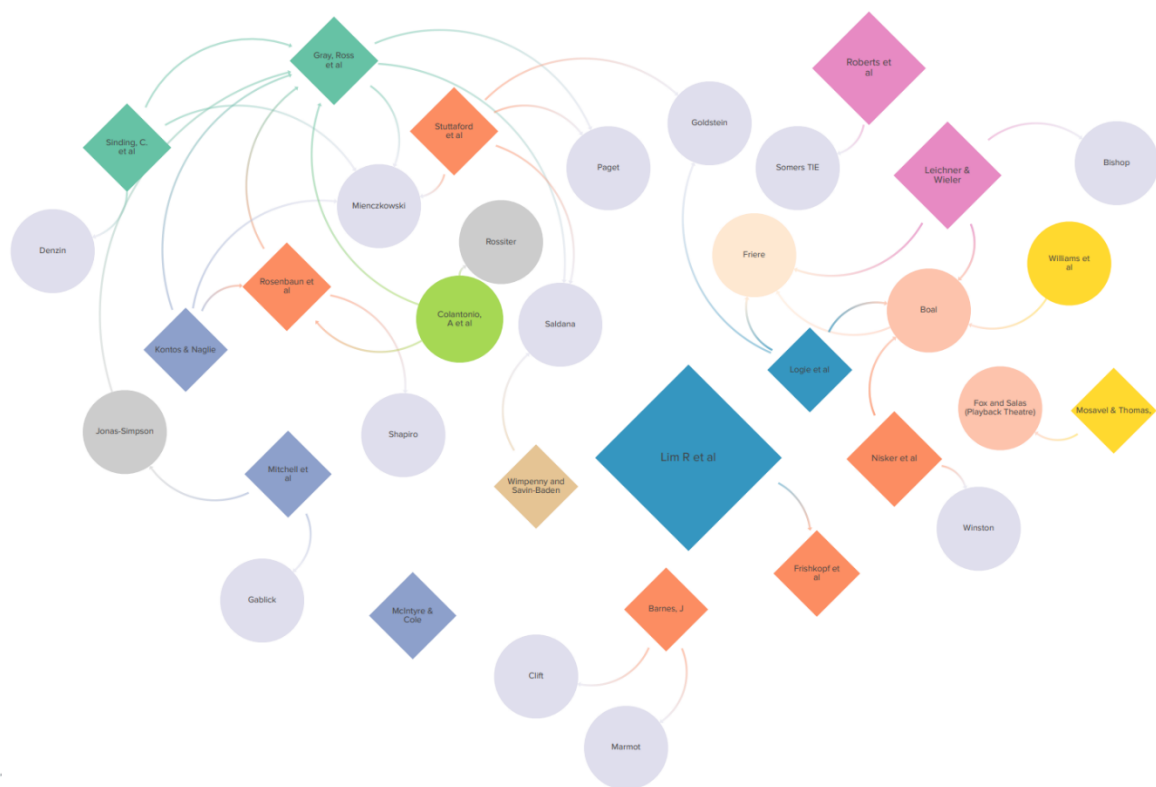 Gray, Ross
et al
Roberts et
al
Stuttaford
et al
Goldstein
Sinding, C.
et al
Paget
Somers TIE
Leichner &
Wieler
Bishop
Mienczkowski
Denzin
Rossiter
Friere
Williams et
al
Rosenbaun et
al
Colantonio,
A et al
Saldana
Boal
Kontos & Naglie
Logie et al
Fox and Salas
(Playback Theatre)
Mosavel & Thomas,
Jonas-Simpson
Shapiro
Lim R et al
Nisker et al
Mitchell et
al
Wimpenny and
Savin-Baden
Winston
Frishkopf et
al
Gablick
McIntyre &
Cole
Barnes, J
Clift
Marmot